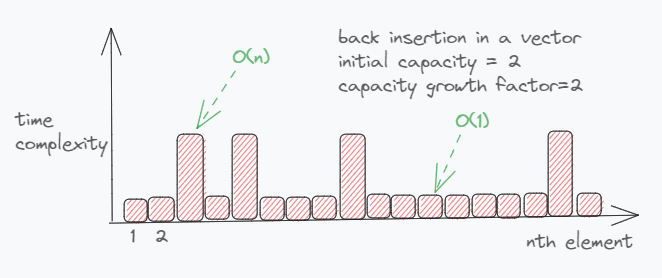 O(n)
back insertion in a vector
initial capacity = 2
capacity growth factor=2
time
complexity
O(1)
1 2
nth element